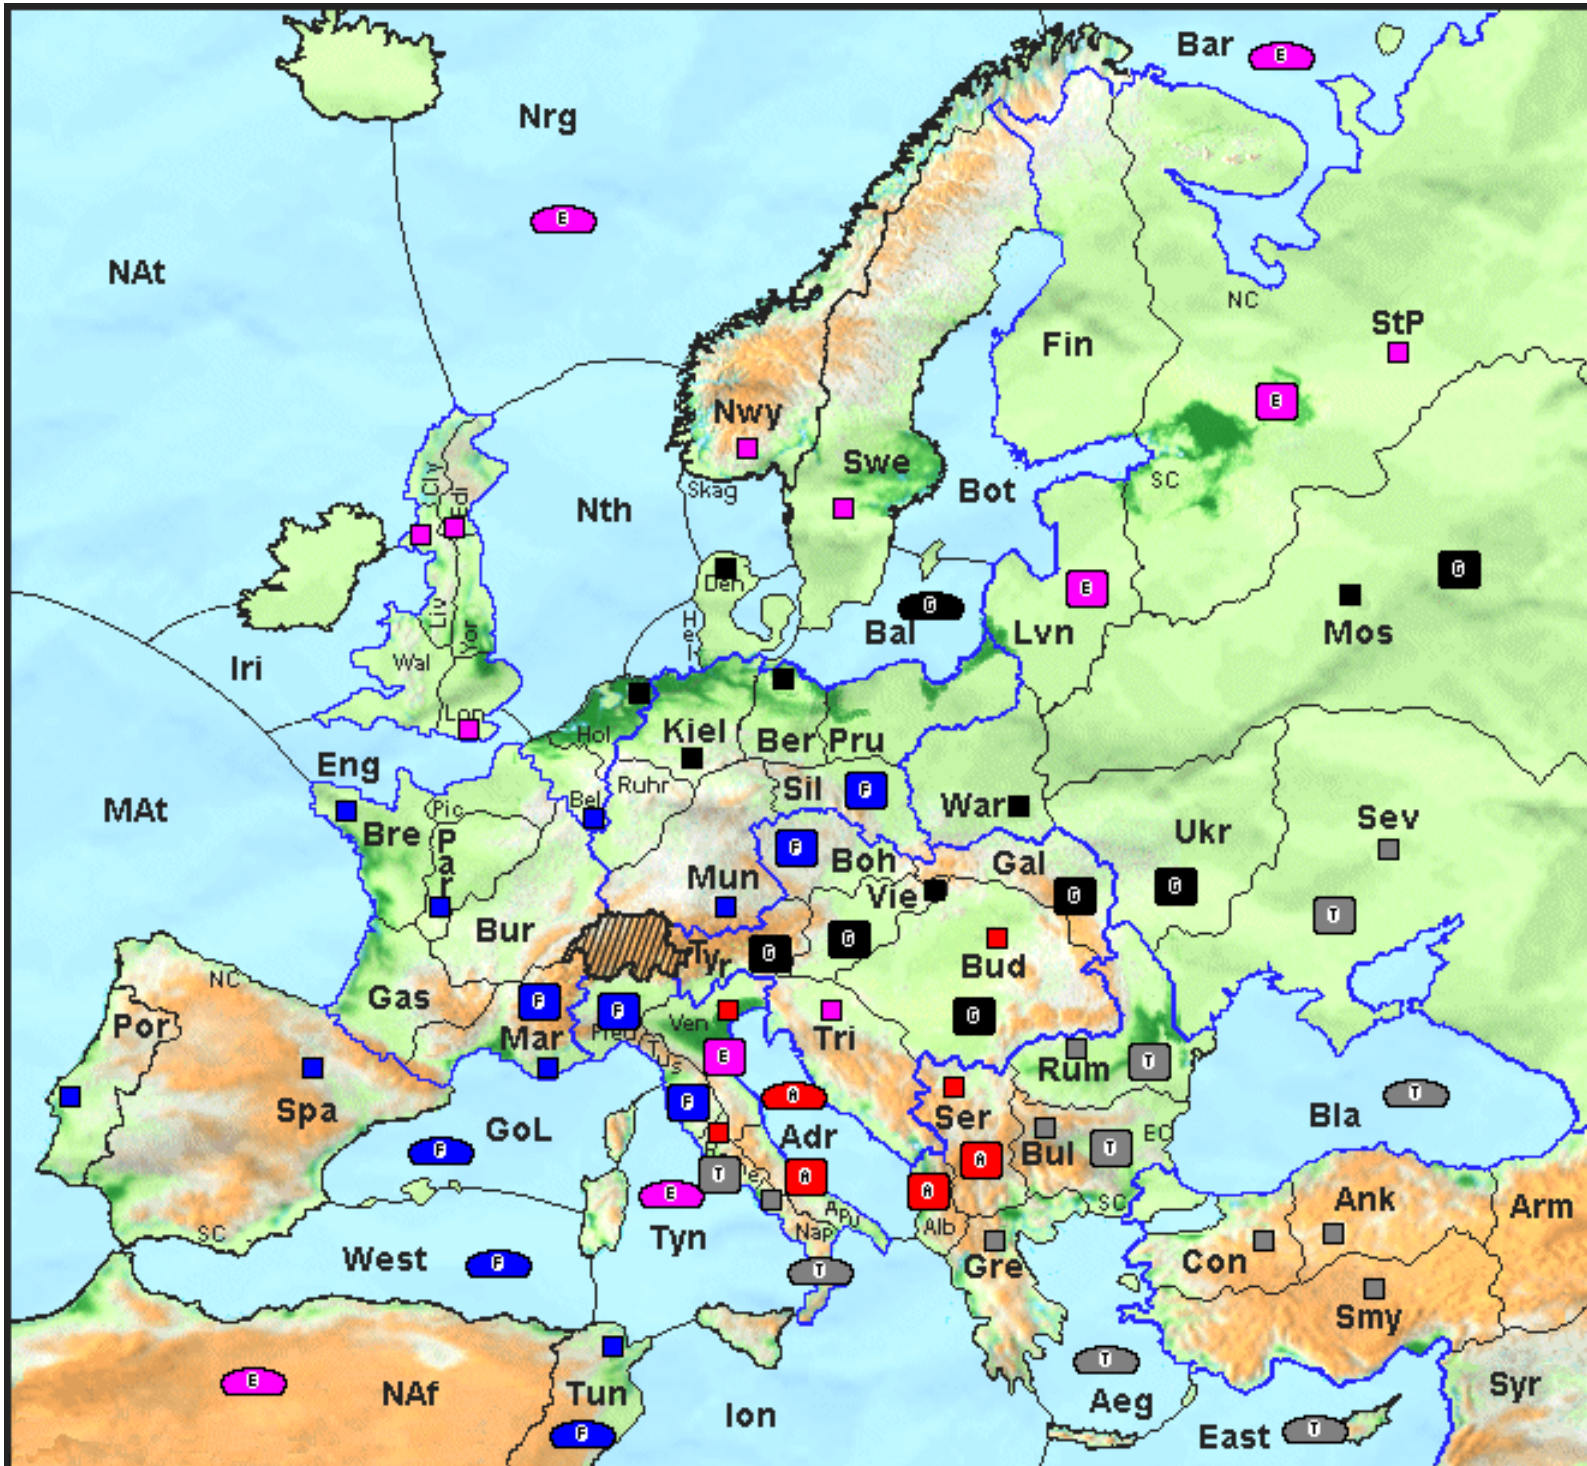 Bar
E
Nrg
E
NAt
NC
StP
Fin
E
Nwy
Swe
Cly
Edi
Skag
Bot
SC
Nth
G
Den
E
G
Liv
Yor
Hel
Bal
Lvn
Mos
Iri
Wal
Lon
Hol
Kiel
Ber
Pru
Eng
Ruhr
Sil
F
War
MAt
Pic
Bel
Sev
Bre
Par
Ukr
F
Boh
Gal
Mun
Vie
G
G
T
Bur
G
G
Tyr
Bud
NC
Gas
F
F
G
Por
Mar
Pied
Ven
Tri
Tus
E
Rum
T
Spa
F
A
Ser
T
GoL
Adr
Bla
F
A
Bul
T
EC
R
T
A
A
E
Ank
Arm
SC
Apu
Nap
Alb
SC
West
F
Tyn
T
Gre
Con
Smy
E
NAf
Tun
T
Aeg
Syr
F
Ion
East
T